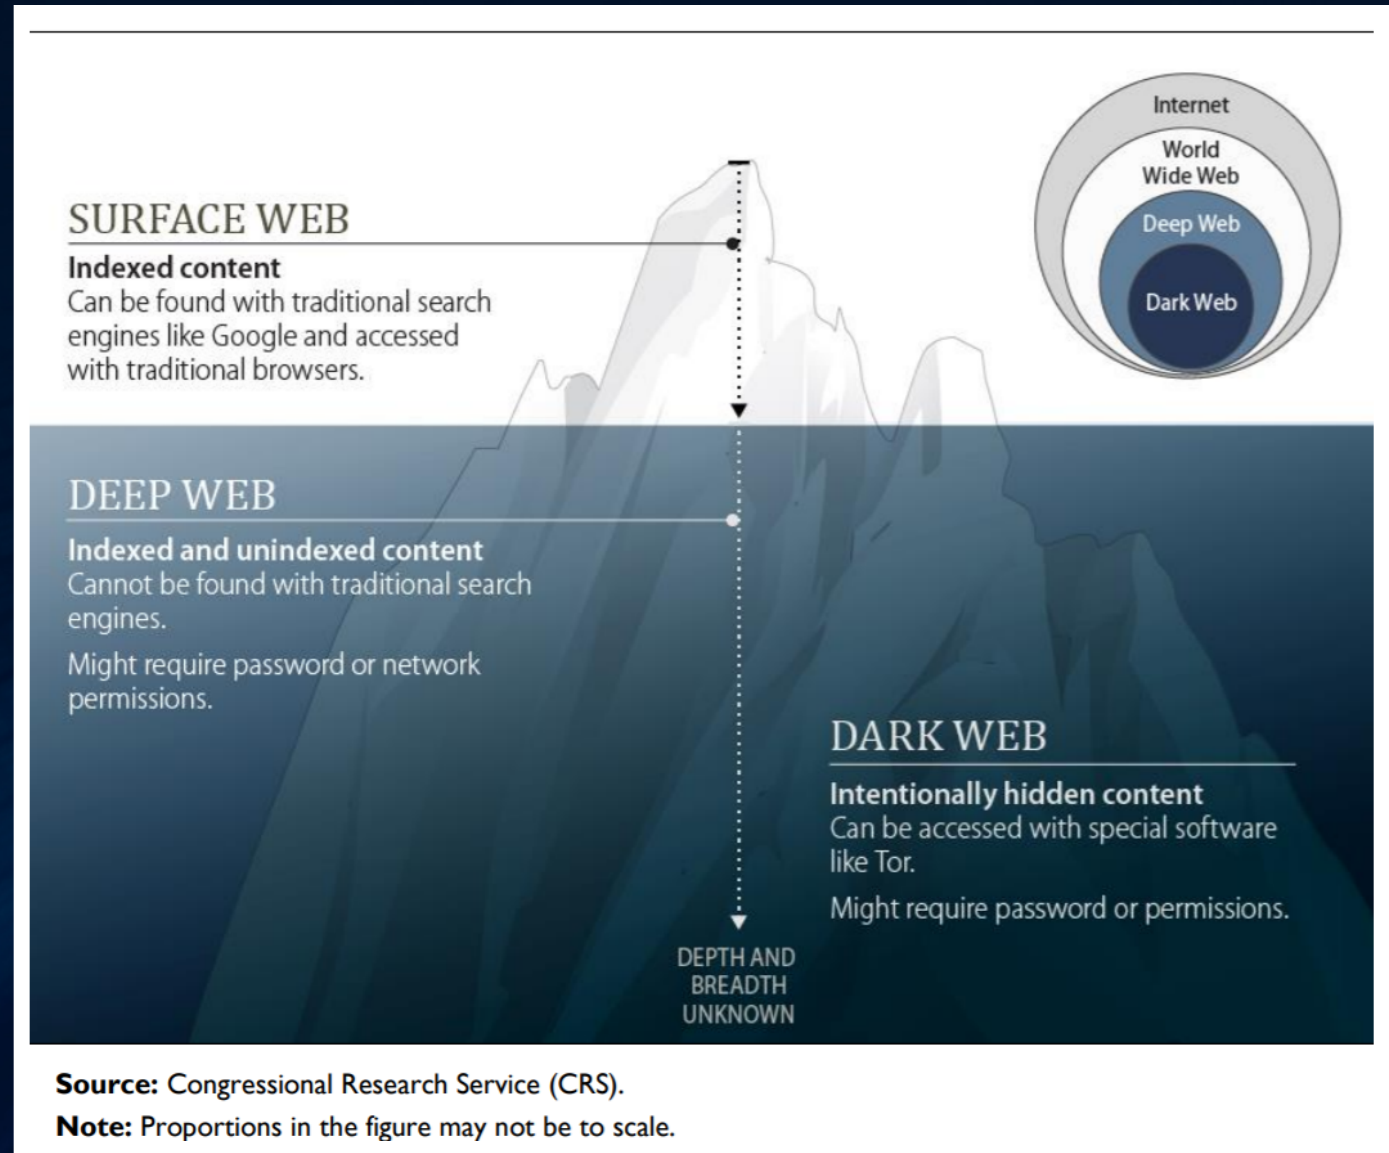 SURFACE WEB
Indexed content
Can be found with traditional search
engines like Google and accessed
with traditional browsers.
Internet
World
Wide Web
Deep Web
Dark Web
DEEP WEB
Indexed and unindexed content
Cannot be found with traditional search
engines.
Might require password or network
permissions.
DARK WEB
Intentionally hidden content
Can be accessed with special software
like Tor.
Might require password or permissions.
DEPTH AND
BREADTH
UNKNOWN
Source: Congressional Research Service (CRS).
Note: Proportions in the figure may not be to scale.